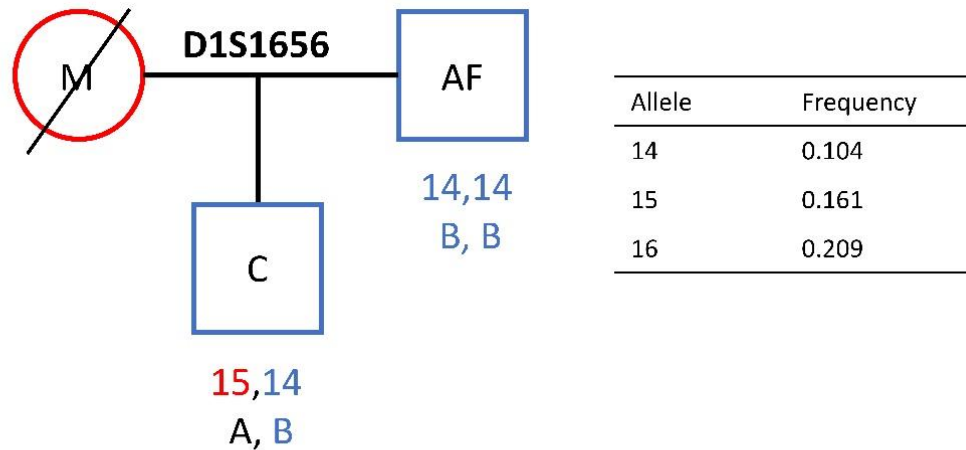 D1S1656
M
AF
14,14
B, B
C
15,14
A, B
Allele Frequency
14 0.104
15 0.161
16 0.209